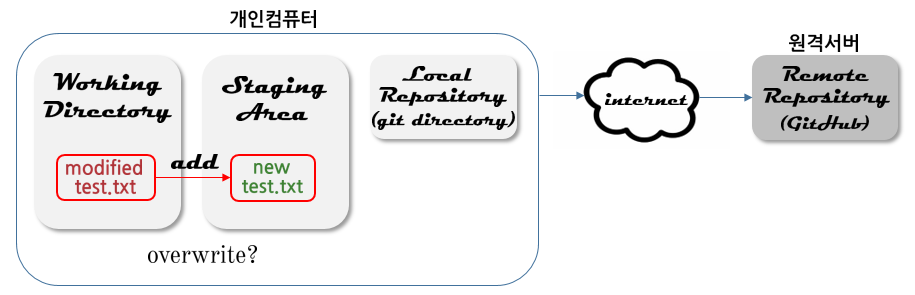 개인컴퓨터
원격서버
Working
Directory
Staging
Area
Local
Repository
(git directory)
internet
Remote
Repository
(GitHub)
modified
test.txt
add
new
test.txt
overwrite?